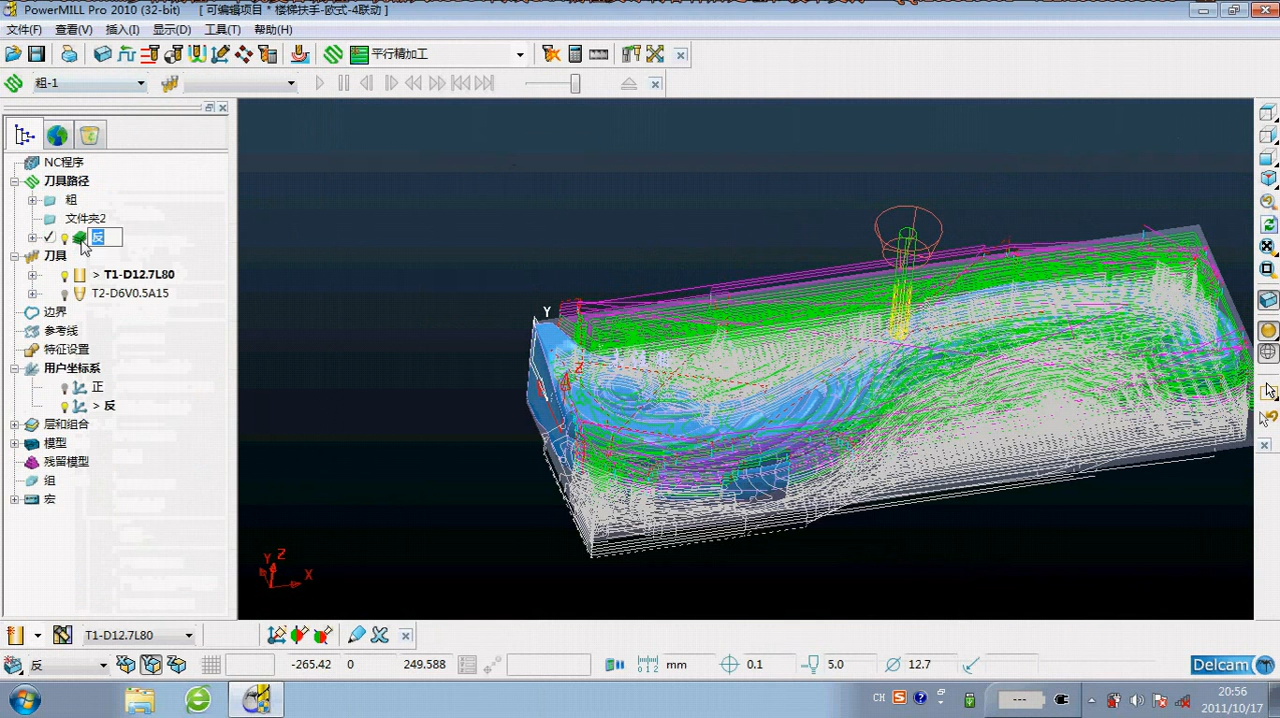 PowerMILL Pro 2010 (32-bit) [ 可编辑项目 * 楼梯扶手-欧式-4联动 ]
文件(F) 查看(V) 插入(I) 显示(D) 工具(T) 帮助(H)
平行精加工
粗-1
NC程序
刀具路径
粗
文件夹2
反
刀具
> T1-D12.7L80
T2-D6V0.5A15
边界
参考线
特征设置
用户坐标系
正
> 反
层和组合
模型
残留模型
组
宏
Y
Z
Z
Y Z
X
T1-D12.7L80
反 -265.42 0 249.588 mm 0.1 5.0 12.7 Delcam
CH S 20:56
2011/10/17